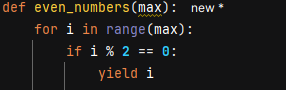 def even_numbers(max): new *
    for i in range(max):
        if i % 2 == 0:
            yield i